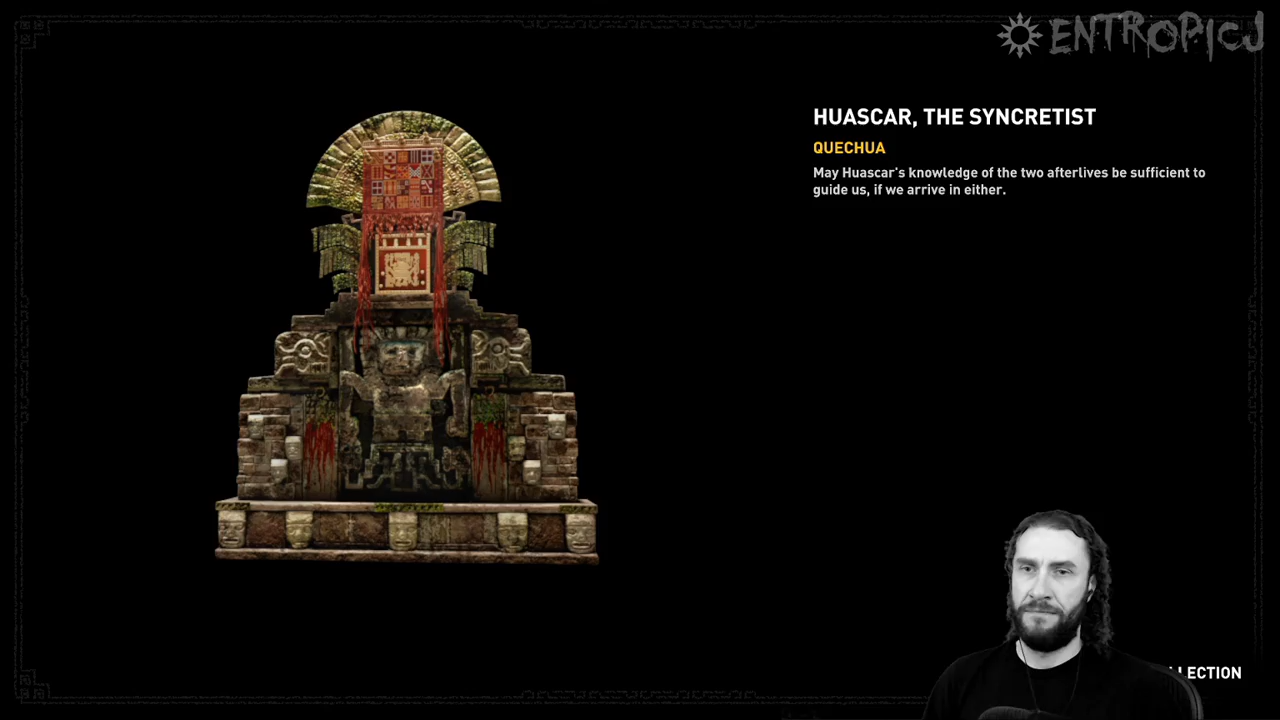 ENTROPICJ
HUASCAR, THE SYNCRETIST
QUECHUA
May Huascar's knowledge of the two afterlives be sufficient to
guide us, if we arrive in either.
LLECTION